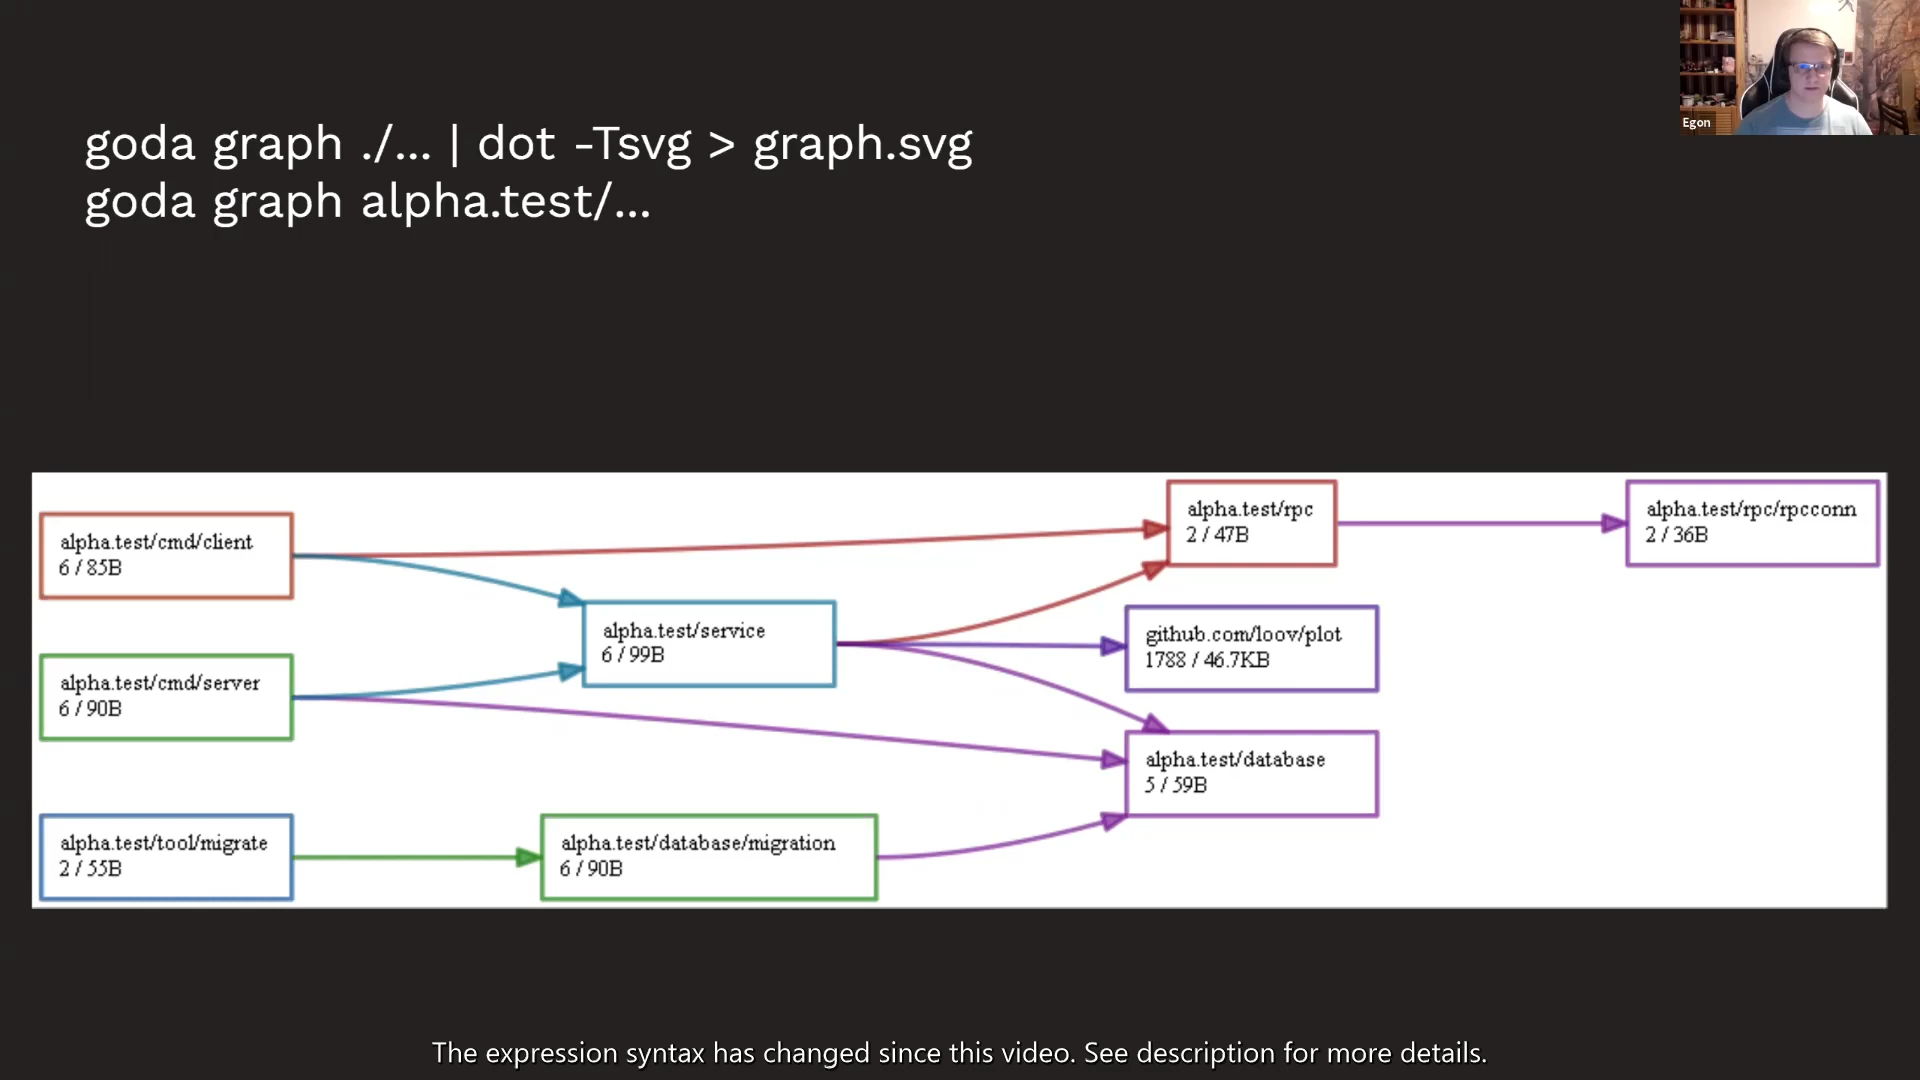 Egon
goda graph ./... | dot -Tsvg > graph.svg
goda graph alpha.test/...
alpha.test/cmd/client
6 / 85B
alpha.test/cmd/server
6 / 90B
alpha.test/tool/migrate
2 / 55B
alpha.test/service
6 / 99B
alpha.test/database/migration
6 / 90B
alpha.test/rpc
2 / 47B
github.com/loov/plot
1788 / 46.7KB
alpha.test/database
5 / 59B
alpha.test/rpc/rpcconn
2 / 36B
The expression syntax has changed since this video. See description for more details.